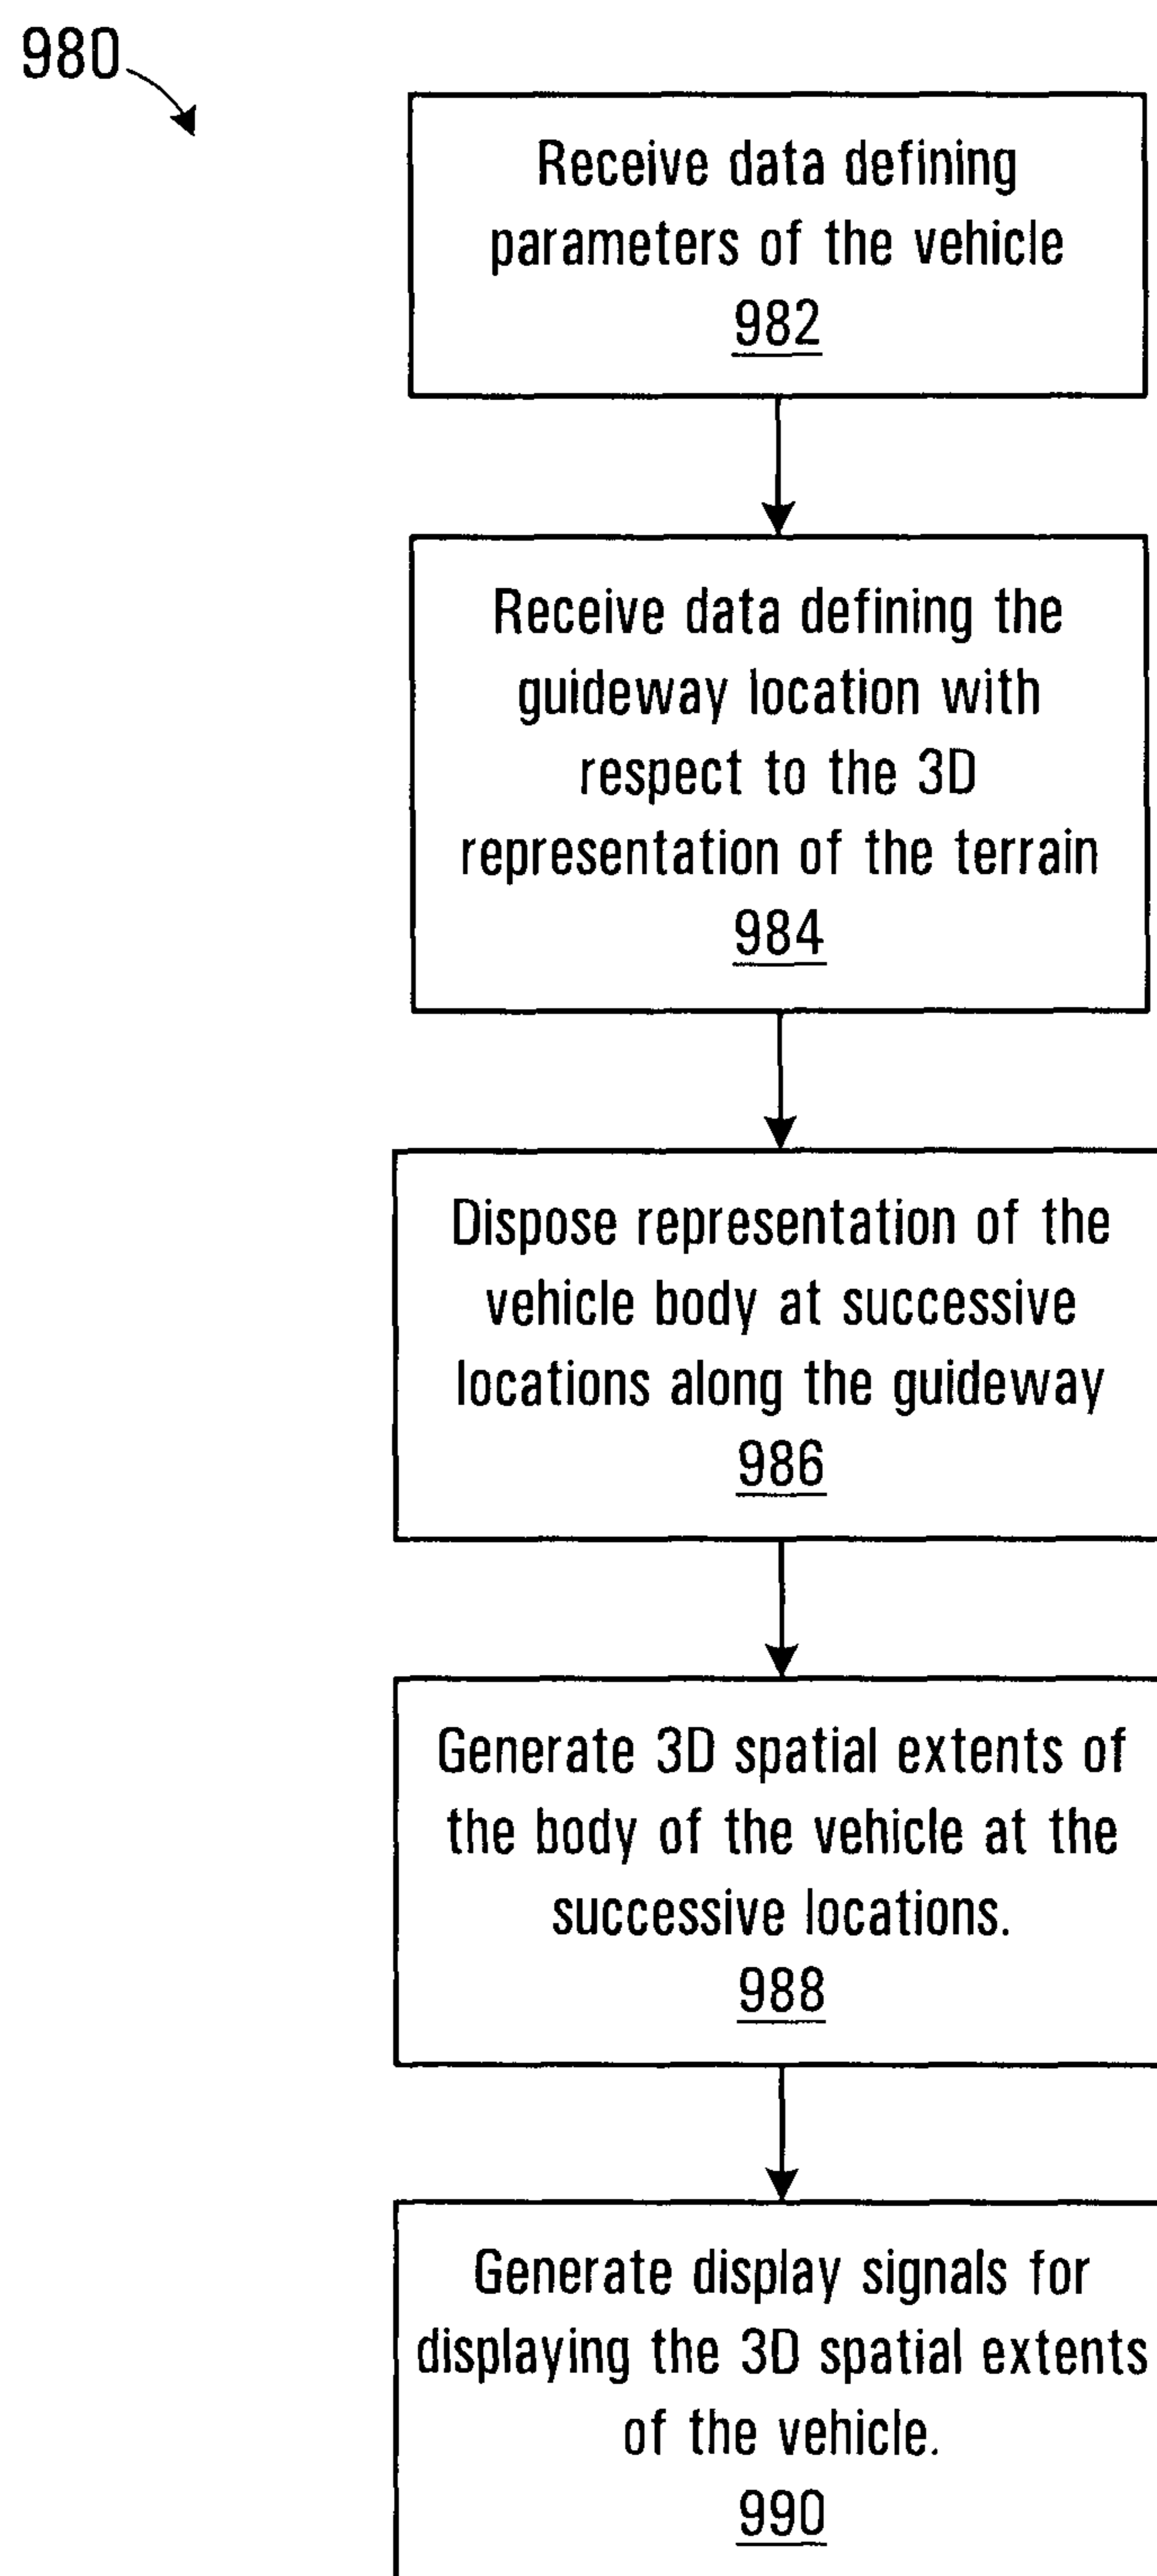 980
Receive data defining
parameters of the vehicle
982
Receive data defining the
guideway location with
respect to the 3D
representation of the terrain
984
Dispose representation of the
vehicle body at successive
locations along the guideway
986
Generate 3D spatial extents of
the body of the vehicle at the
successive locations.
988
Generate display signals for
displaying the 3D spatial extents
of the vehicle.
990